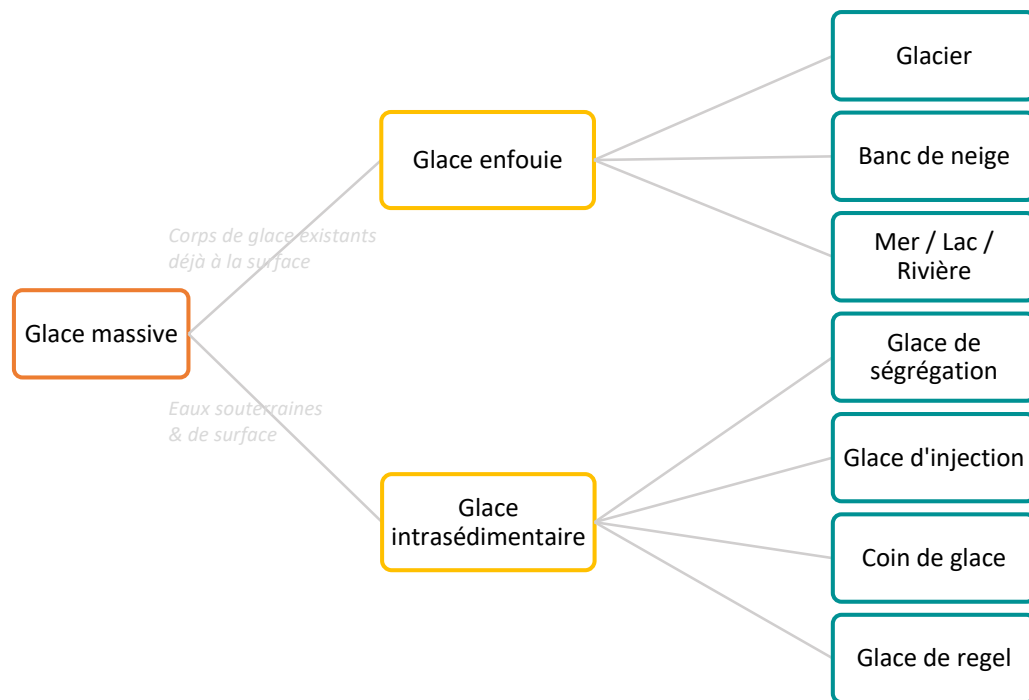 Glacier
Glace enfouie
Banc de neige
Corps de glace existants
déjà à la surface
Mer / Lac /
Rivière
Glace massive
Glace de
ségrégation
Eaux souterraines
& de surface
Glace d'injection
Glace
intrasédimentaire
Coin de glace
Glace de regel